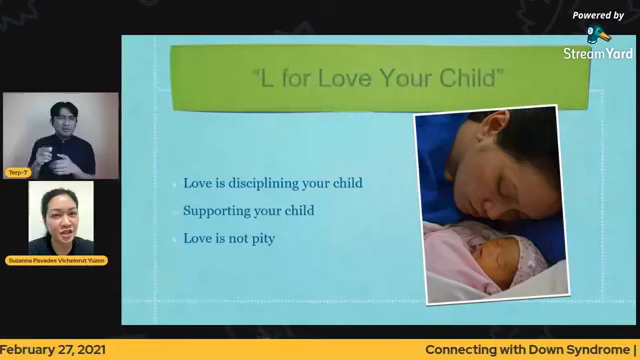 Powered by
StreamYard
"L for Love Your Child"
Love is disciplining your child
Supporting your child
Love is not pity
Terp-T
Suzanna Pavadee Vicheinrut Yuzon
February 27, 2021
Connecting with Down Syndrome |